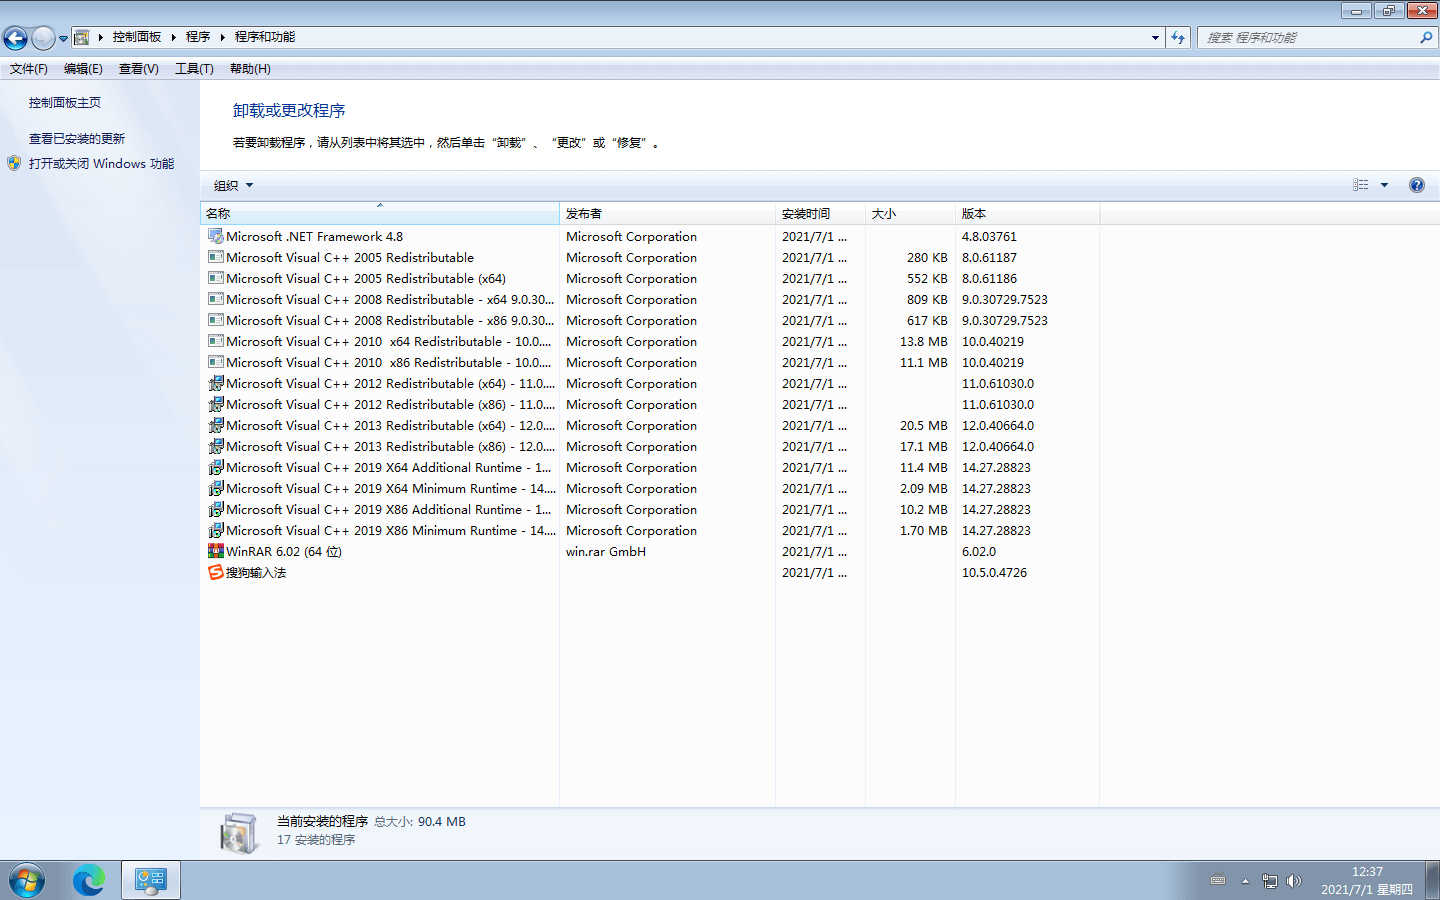 控制面板 程序 程序和功能 搜索 程序和功能
文件(F) 编辑(E) 查看(V) 工具(T) 帮助(H)
控制面板主页
查看已安装的更新
打开或关闭 Windows 功能
卸载或更改程序
若要卸载程序，请从列表中将其选中，然后单击“卸载”、“更改”或“修复”。
组织
名称 发布者 安装时间 大小 版本
Microsoft .NET Framework 4.8 Microsoft Corporation 2021/7/1 ... 4.8.03761
Microsoft Visual C++ 2005 Redistributable Microsoft Corporation 2021/7/1 ... 280 KB 8.0.61187
Microsoft Visual C++ 2005 Redistributable (x64) Microsoft Corporation 2021/7/1 ... 552 KB 8.0.61186
Microsoft Visual C++ 2008 Redistributable - x64 9.0.30... Microsoft Corporation 2021/7/1 ... 809 KB 9.0.30729.7523
Microsoft Visual C++ 2008 Redistributable - x86 9.0.30... Microsoft Corporation 2021/7/1 ... 617 KB 9.0.30729.7523
Microsoft Visual C++ 2010  x64 Redistributable - 10.0.... Microsoft Corporation 2021/7/1 ... 13.8 MB 10.0.40219
Microsoft Visual C++ 2010  x86 Redistributable - 10.0.... Microsoft Corporation 2021/7/1 ... 11.1 MB 10.0.40219
Microsoft Visual C++ 2012 Redistributable (x64) - 11.0.... Microsoft Corporation 2021/7/1 ... 11.0.61030.0
Microsoft Visual C++ 2012 Redistributable (x86) - 11.0.... Microsoft Corporation 2021/7/1 ... 11.0.61030.0
Microsoft Visual C++ 2013 Redistributable (x64) - 12.0.... Microsoft Corporation 2021/7/1 ... 20.5 MB 12.0.40664.0
Microsoft Visual C++ 2013 Redistributable (x86) - 12.0.... Microsoft Corporation 2021/7/1 ... 17.1 MB 12.0.40664.0
Microsoft Visual C++ 2019 X64 Additional Runtime - 1... Microsoft Corporation 2021/7/1 ... 11.4 MB 14.27.28823
Microsoft Visual C++ 2019 X64 Minimum Runtime - 14.... Microsoft Corporation 2021/7/1 ... 2.09 MB 14.27.28823
Microsoft Visual C++ 2019 X86 Additional Runtime - 1... Microsoft Corporation 2021/7/1 ... 10.2 MB 14.27.28823
Microsoft Visual C++ 2019 X86 Minimum Runtime - 14.... Microsoft Corporation 2021/7/1 ... 1.70 MB 14.27.28823
WinRAR 6.02 (64 位) win.rar GmbH 2021/7/1 ... 6.02.0
搜狗输入法 2021/7/1 ... 10.5.0.4726
当前安装的程序 总大小: 90.4 MB
17 安装的程序
12:37
2021/7/1 星期四